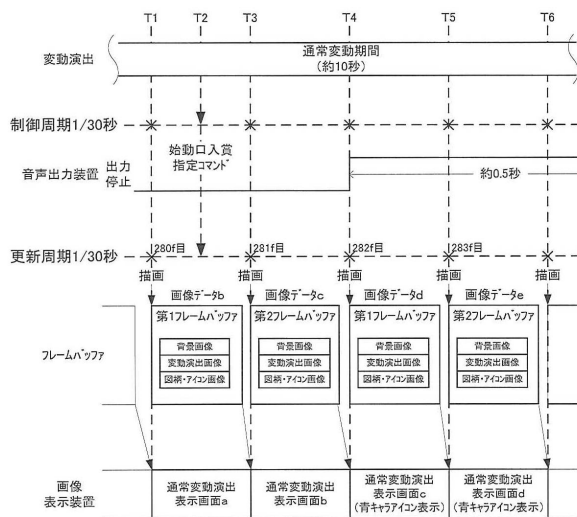 T1 T2 T3 T4 T5 T6
変動演出
通常変動期間
(約10秒)
制御周期1/30秒
始動口入賞
指定コマンド
音声出力装置
出力
停止
約0.5秒
更新周期1/30秒
280f目 281f目 282f目 283f目
描画 描画 描画 描画 描画
画像データb 画像データc 画像データd 画像データe
第1フレームバッファ 第2フレームバッファ 第1フレームバッファ 第2フレームバッファ
フレームバッファ
背景画像 背景画像 背景画像 背景画像
変動演出画像 変動演出画像 変動演出画像 変動演出画像
図柄・アイコン画像 図柄・アイコン画像 図柄・アイコン画像 図柄・アイコン画像
画像
表示装置
通常変動演出
表示画面a
通常変動演出
表示画面b
通常変動演出
表示画面c
(青キャラアイコン表示)
通常変動演出
表示画面d
(青キャラアイコン表示)